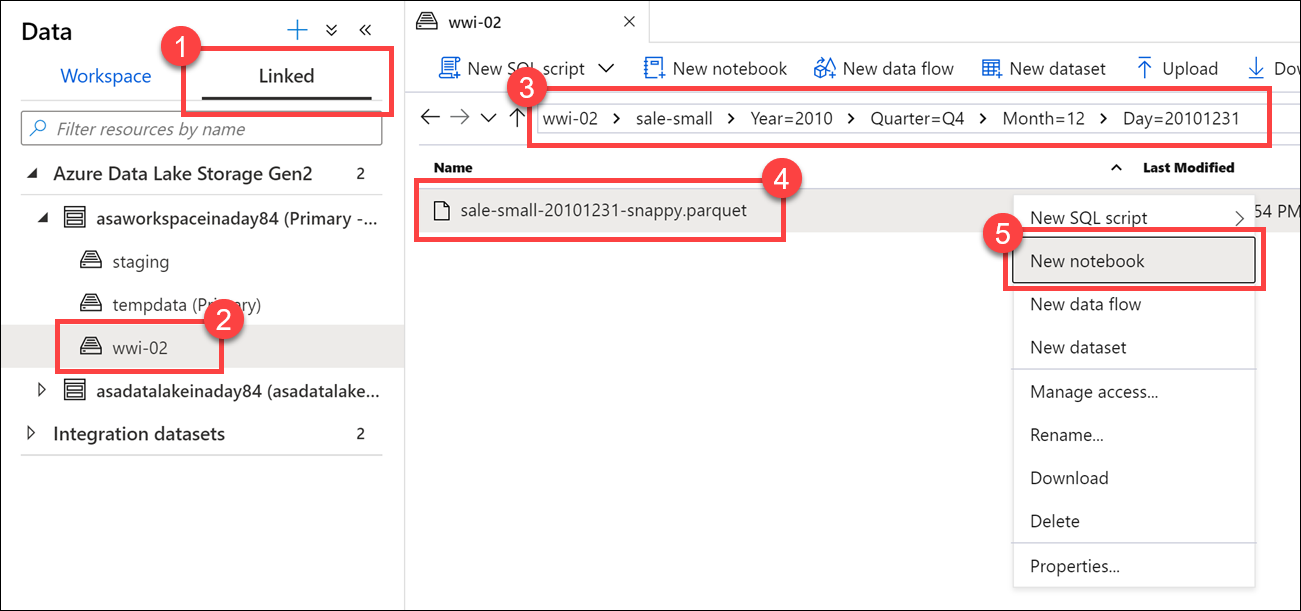 Data
1
Workspace
Linked
Filter resources by name
Azure Data Lake Storage Gen2 2
asaworkspaceinaday84 (Primary -...
staging
tempdata (Primary)
2
wwi-02
asadatalakeinaday84 (asadatalake...
Integration datasets 2
wwi-02
New SQL script
New notebook
New data flow
New dataset
Upload
Dow
3
wwi-02 > sale-small > Year=2010 > Quarter=Q4 > Month=12 > Day=20101231
Name
Last Modified
4
sale-small-20101231-snappy.parquet
54 PM
New SQL script
5
New notebook
New data flow
New dataset
Manage access...
Rename...
Download
Delete
Properties...